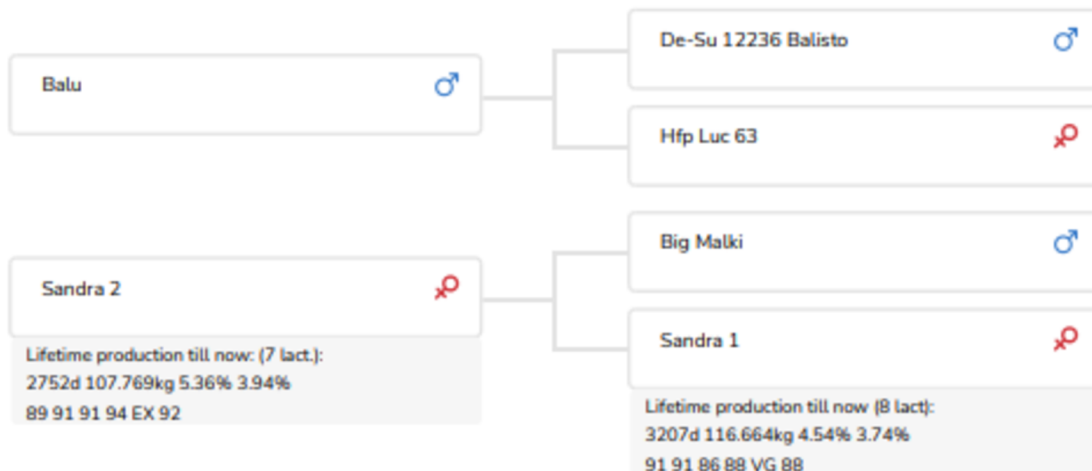 Balu
De-Su 12236 Balisto
Hfp Luc 63
Sandra 2
Lifetime production till now: (7 lact.):
2752d 107.769kg 5.36% 3.94%
89 91 91 94 EX 92
Big Malki
Sandra 1
Lifetime production till now (8 lact):
3207d 116.664kg 4.54% 3.74%
91 91 86 88 VG 88